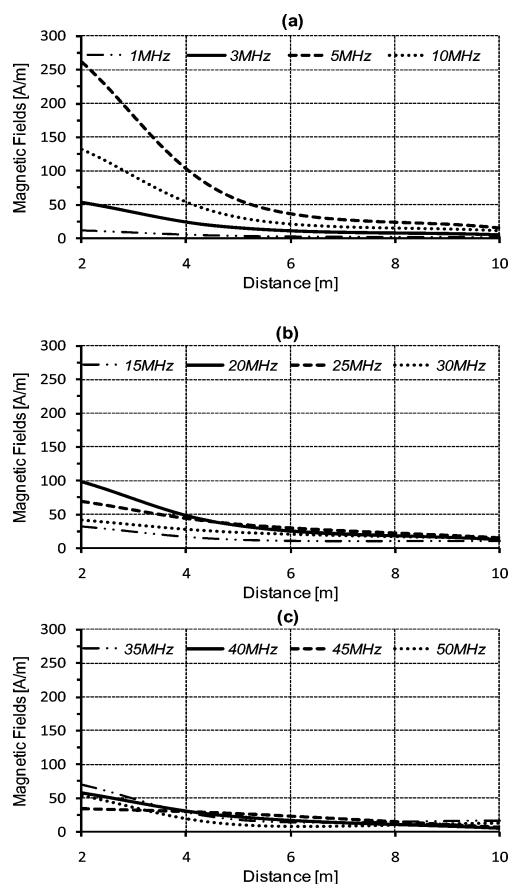 (a)
Magnetic Fields [A/m]
300
250
200
150
100
50
0
1MHz 3MHz 5MHz 10MHz
2 4 6 8 10
Distance [m]
(b)
Magnetic Fields [A/m]
300
250
200
150
100
50
0
15MHz 20MHz 25MHz 30MHz
2 4 6 8 10
Distance [m]
(c)
Magnetic Fields [A/m]
300
250
200
150
100
50
0
35MHz 40MHz 45MHz 50MHz
2 4 6 8 10
Distance [m]